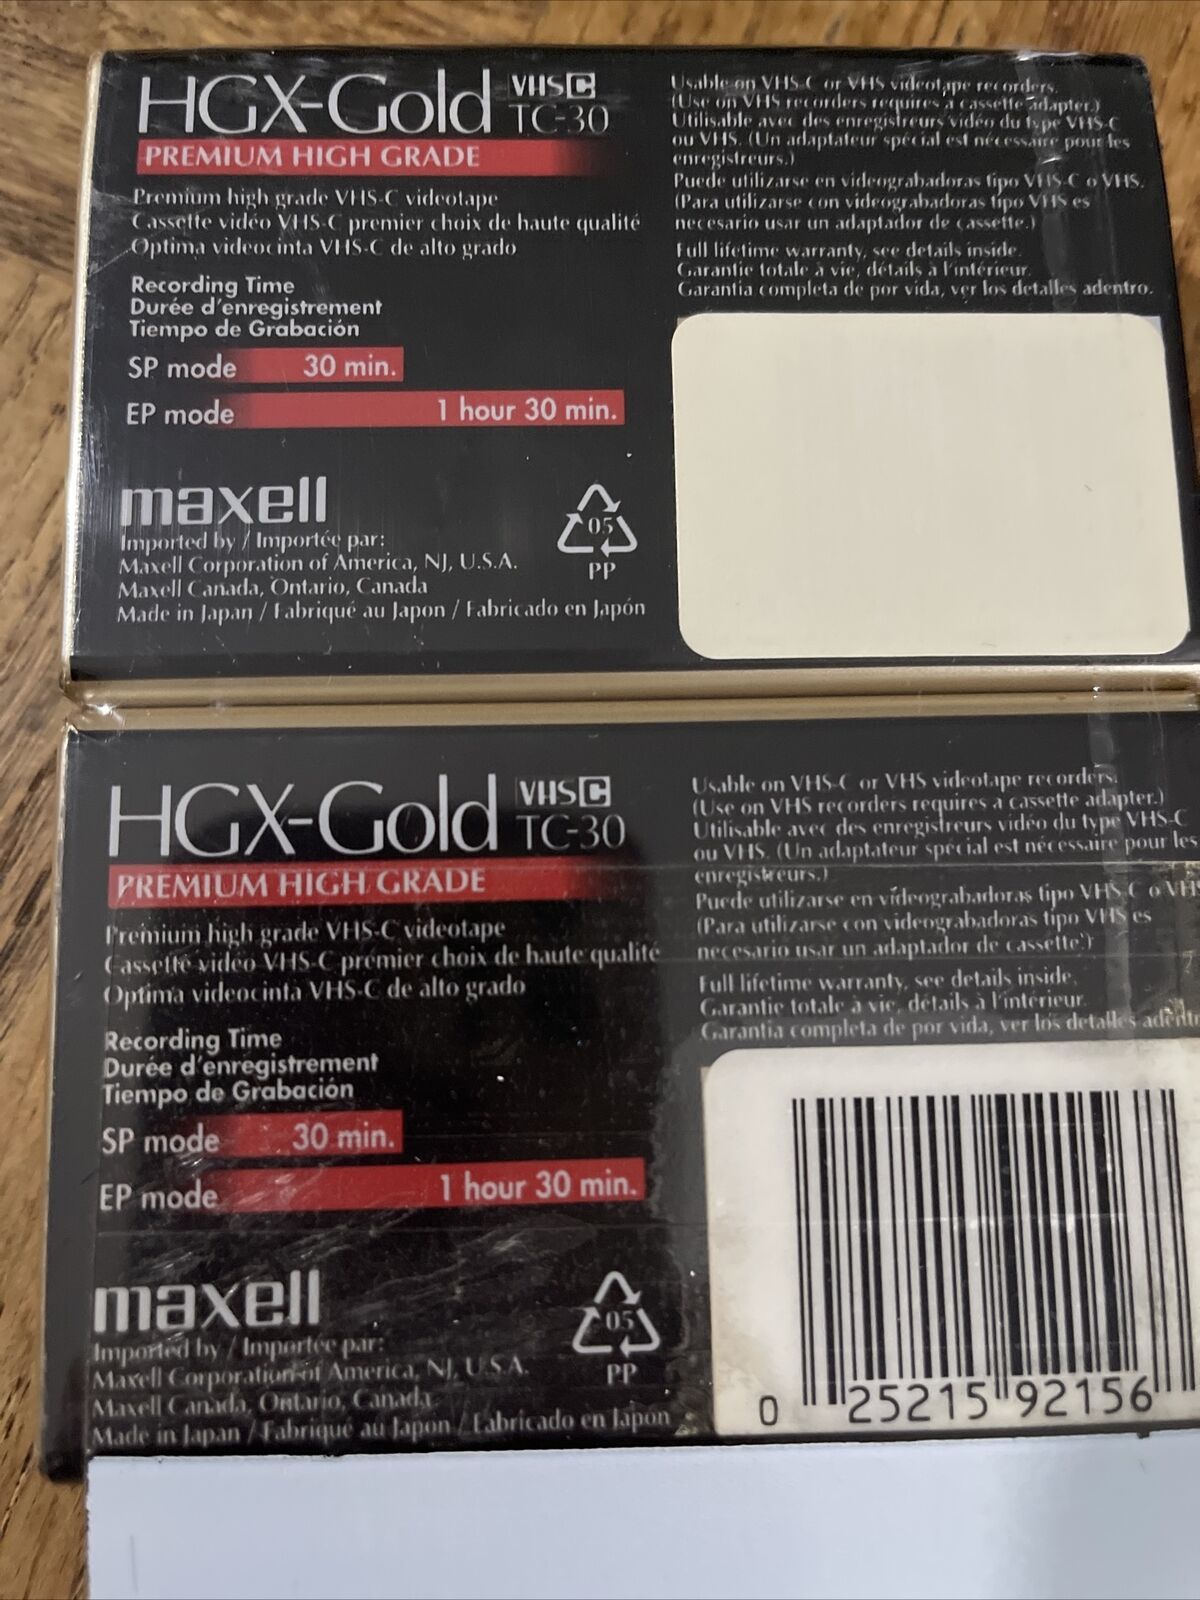 HGX-Gold VHSC
TC-30
PREMIUM HIGH GRADE
Premium high grade VHS-C videotape
Cassette vidéo VHS-C premier choix de haute qualité
Optima videocinta VHS-C de alto grado
Recording Time
Durée d'enregistrement
Tiempo de Grabación
SP mode 30 min.
EP mode 1 hour 30 min.
maxell
Imported by / Importée par:
Maxell Corporation of America, NJ, U.S.A.
Maxell Canada, Ontario, Canada
Made in Japan / Fabriqué au Japon / Fabricado en Japón
05
PP
Usable on VHS-C or VHS videotape recorders.
(Use on VHS recorders requires a cassette adapter.)
Utilisable avec des enregistreurs vidéo du type VHS-C
ou VHS. (Un adaptateur spécial est nécessaire pour les
enregistreurs.)
Puede utilizarse en videograbadoras tipo VHS-C o VHS.
(Para utilizarse con videograbadoras tipo VHS es
necesario usar un adaptador de cassette.)
Full lifetime warranty, see details inside.
Garantie totale à vie, détails à l'intérieur.
Garantia completa de por vida, ver los detalles adentro.
HGX-Gold VHSC
TC-30
PREMIUM HIGH GRADE
Premium high grade VHS-C videotape
Cassette vidéo VHS-C premier choix de haute qualité
Optima videocinta VHS-C de alto grado
Recording Time
Durée d'enregistrement
Tiempo de Grabación
SP mode 30 min.
EP mode 1 hour 30 min.
maxell
Imported by / Importée par:
Maxell Corporation of America, NJ, U.S.A.
Maxell Canada, Ontario, Canada
Made in Japan / Fabriqué au Japon / Fabricado en Japón
05
PP
Usable on VHS-C or VHS videotape recorders.
(Use on VHS recorders requires a cassette adapter.)
Utilisable avec des enregistreurs vidéo du type VHS-C
ou VHS. (Un adaptateur spécial est nécessaire pour les
enregistreurs.)
Puede utilizarse en videograbadoras tipo VHS-C o VHS
(Para utilizarse con videograbadoras tipo VHS es
necesario usar un adaptador de cassette.)
Full lifetime warranty, see details inside.
Garantie totale à vie, détails à l'intérieur.
Garantia completa de por vida, ver los detalles adentr
0 25215 92156